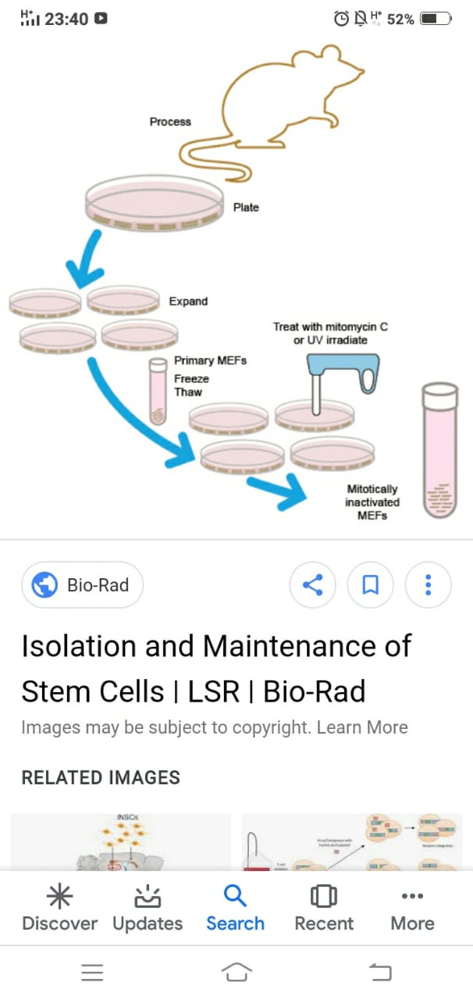 H+ 23:40 H+ 52%
Process
Plate
Expand
Treat with mitomycin C
or UV irradiate
Primary MEFs
Freeze
Thaw
Mitotically
inactivated
MEFs
Bio-Rad
Isolation and Maintenance of
Stem Cells | LSR | Bio-Rad
Images may be subject to copyright. Learn More
RELATED IMAGES
iNSCs
Discover Updates Search Recent More